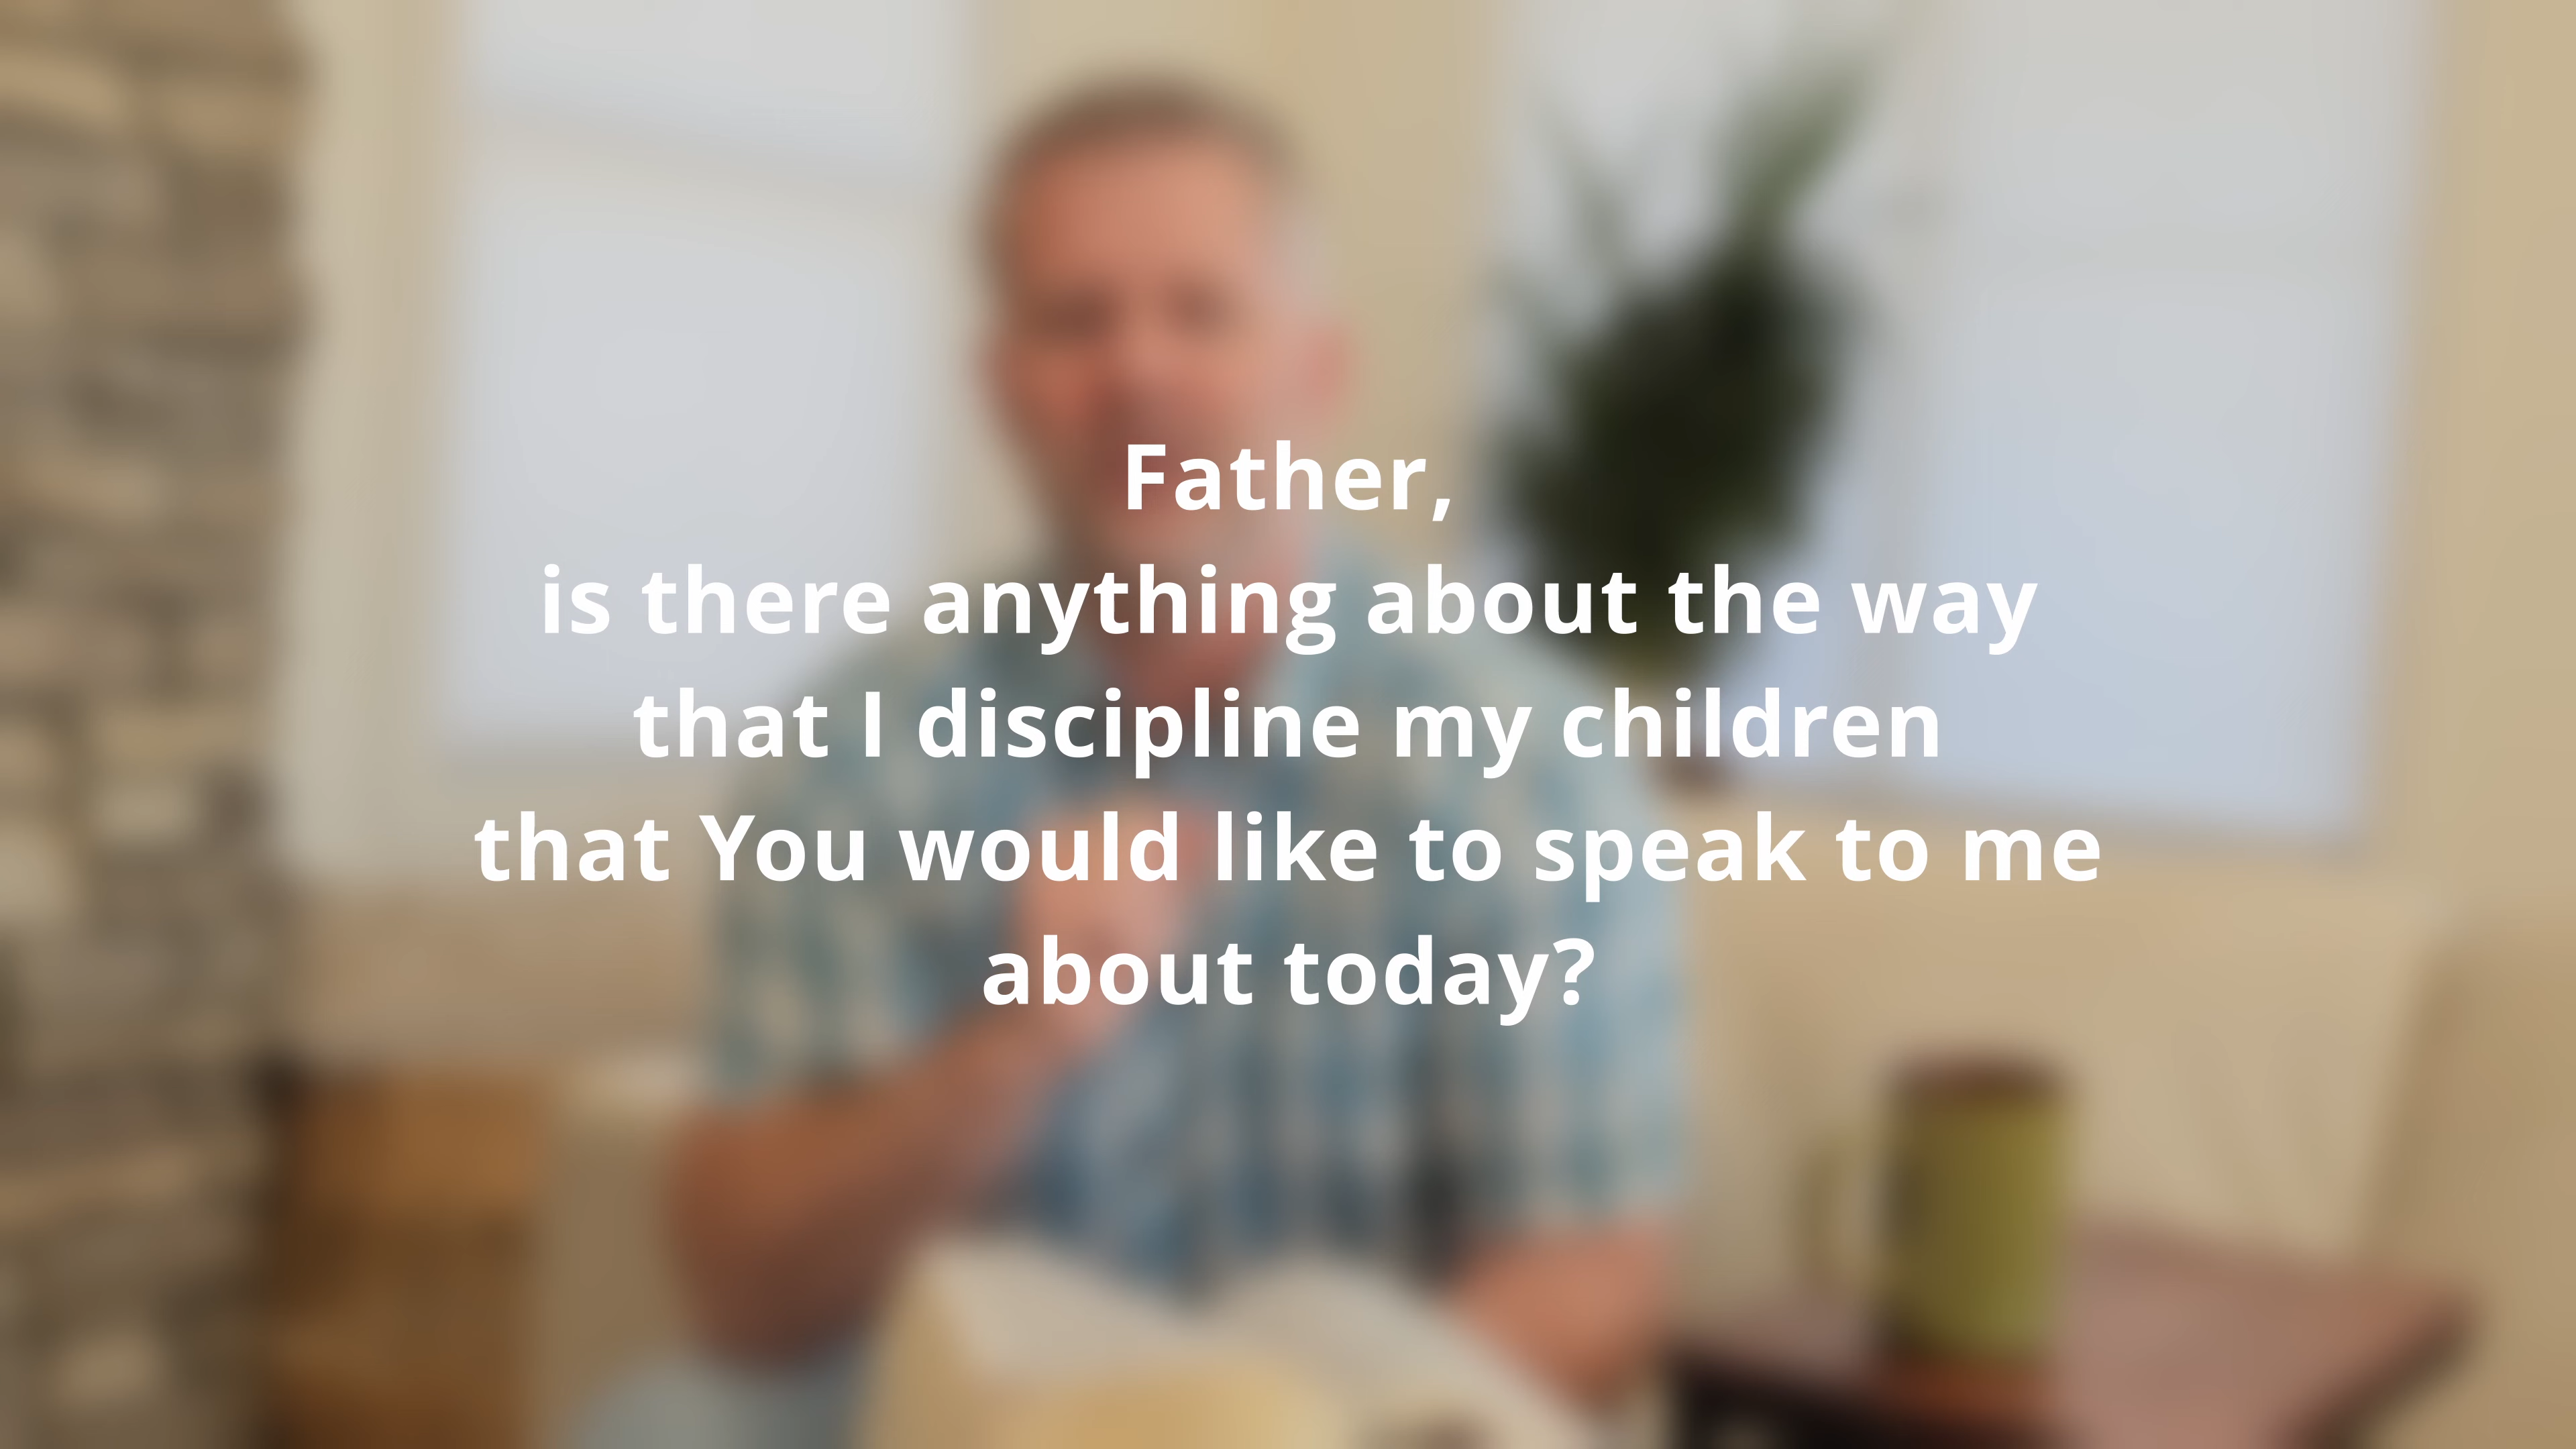 Father,
is there anything about the way
that I discipline my children
that You would like to speak to me
about today?